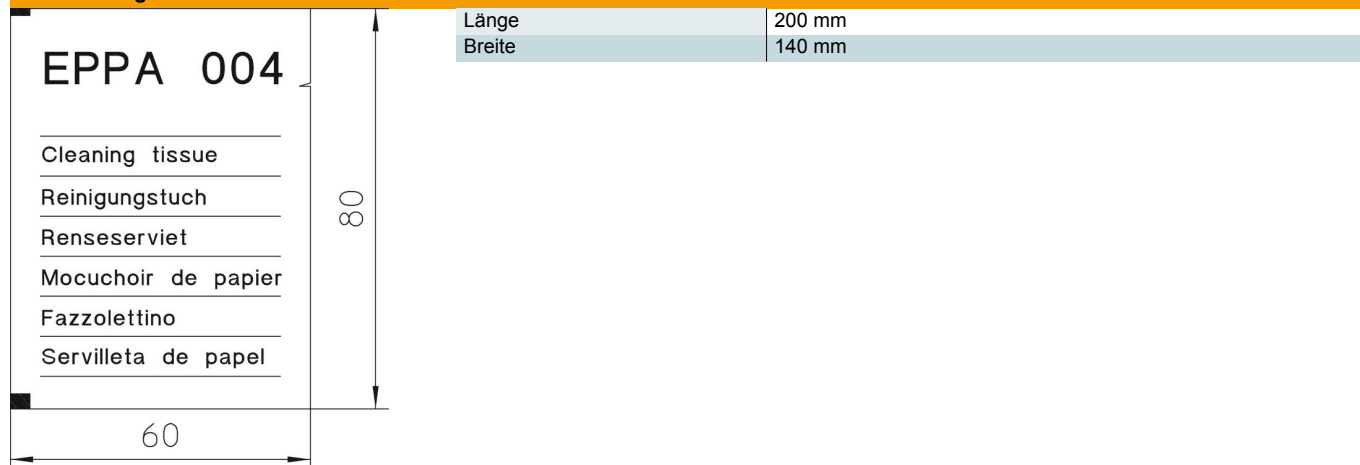 EPPA 004
Cleaning tissue
Reinigungstuch
Renseserviet
Mocuchoir de papier
Fazzolettino
Servilleta de papel
80
60
Länge 200 mm
Breite 140 mm